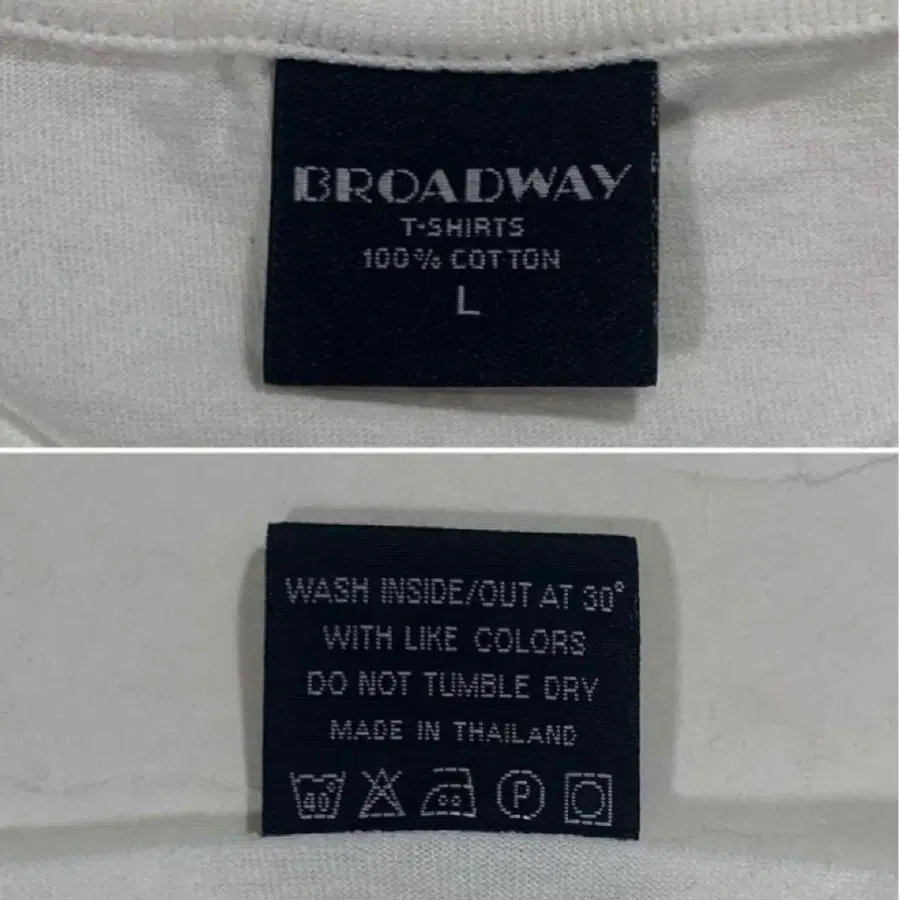 BROADWAY
T-SHIRTS
100% COTTON
L
WASH INSIDE/OUT AT 30°
WITH LIKE COLORS
DO NOT TUMBLE DRY
MADE IN THAILAND
40° P